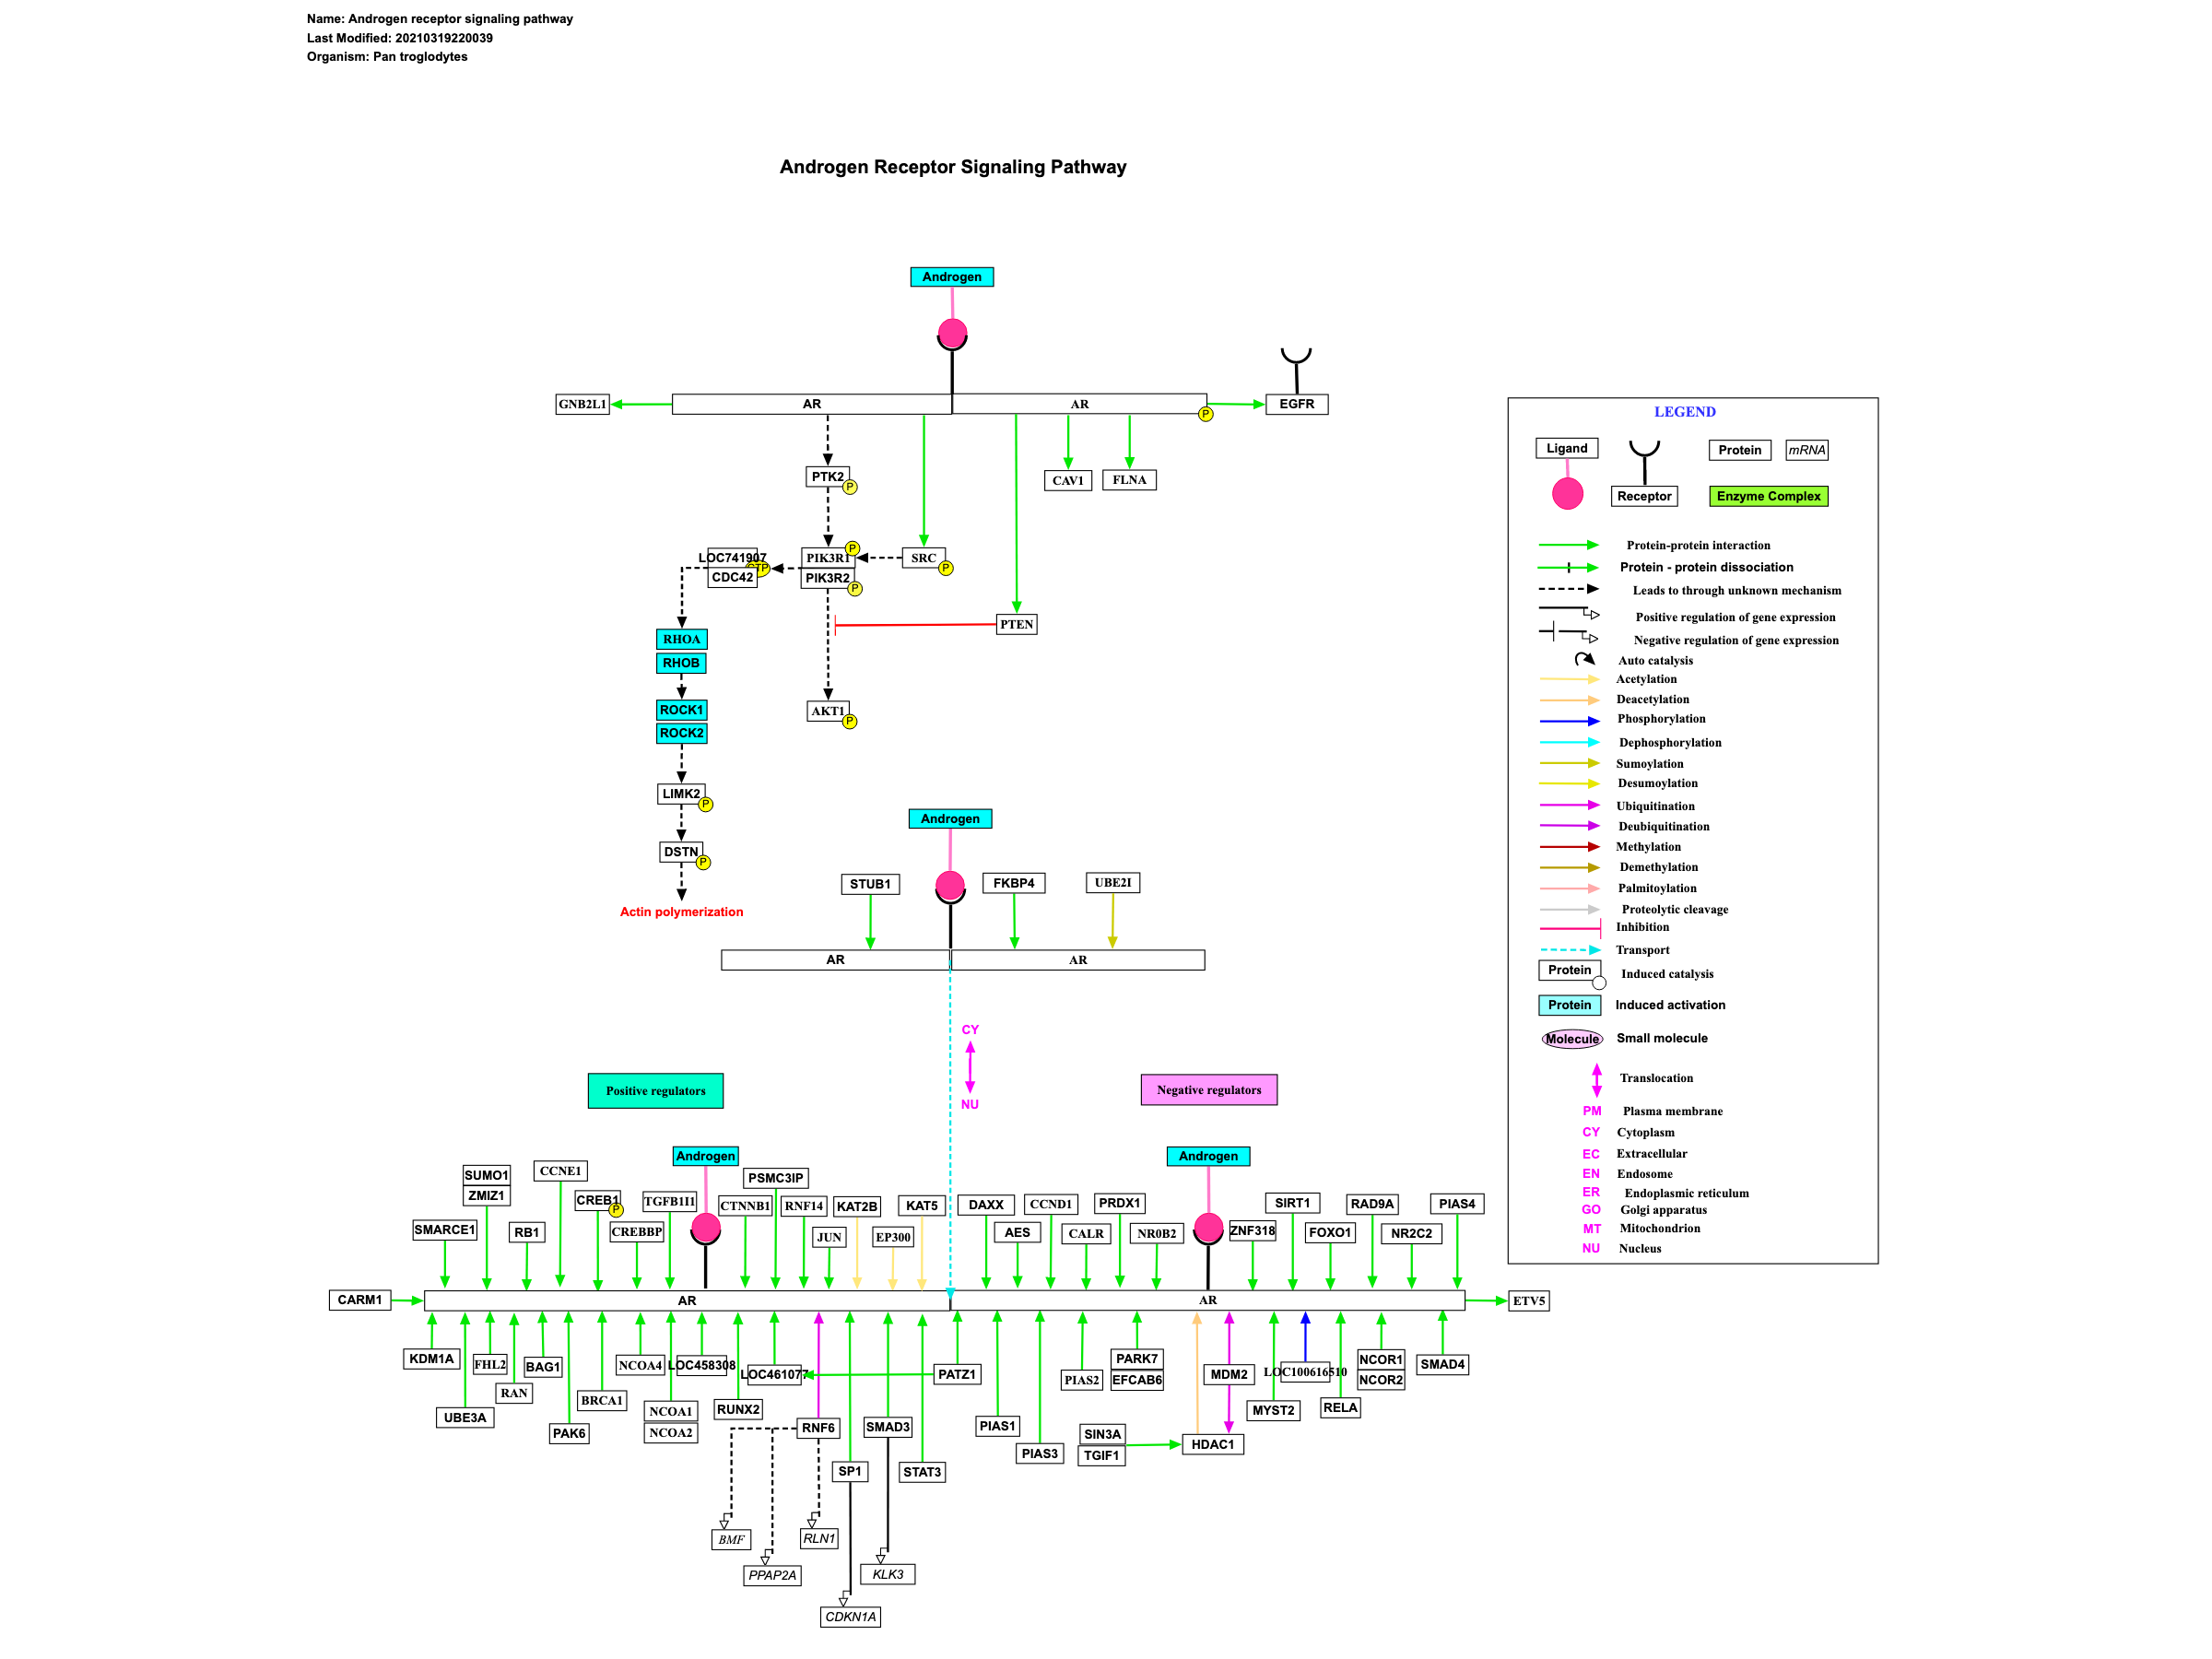 Name: Androgen receptor signaling pathway
Last Modified: 20210319220039
Organism: Pan troglodytes
Androgen Receptor Signaling Pathway
Androgen
GNB2L1
AR
AR
P
EGFR
PTK2
P
CAV1
FLNA
LOC741907
GTP
CDC42
PIK3R1
P
PIK3R2
P
SRC
P
RHOA
RHOB
PTEN
ROCK1
ROCK2
AKT1
P
LIMK2
P
DSTN
P
Actin polymerization
Androgen
STUB1
FKBP4
UBE2I
AR
AR
CY
NU
Positive regulators
Negative regulators
Androgen
Androgen
SMARCE1
SUMO1
ZMIZ1
RB1
CCNE1
CREB1
P
CREBBP
TGFB1I1
CTNNB1
PSMC3IP
RNF14
JUN
KAT2B
EP300
KAT5
DAXX
AES
CCND1
CALR
PRDX1
NR0B2
ZNF318
SIRT1
FOXO1
RAD9A
NR2C2
PIAS4
CARM1
AR
AR
ETV5
KDM1A
UBE3A
FHL2
RAN
BAG1
PAK6
BRCA1
NCOA4
NCOA1
NCOA2
LOC458308
RUNX2
LOC461077
RNF6
SP1
SMAD3
STAT3
PATZ1
PIAS1
PIAS3
PIAS2
PARK7
EFCAB6
SIN3A
TGIF1
HDAC1
MDM2
MYST2
LOC100616510
RELA
NCOR1
NCOR2
SMAD4
BMF
PPAP2A
RLN1
KLK3
CDKN1A
LEGEND
Ligand
Receptor
Protein
mRNA
Enzyme Complex
Protein-protein interaction
Protein - protein dissociation
Leads to through unknown mechanism
Positive regulation of gene expression
Negative regulation of gene expression
Auto catalysis
Acetylation
Deacetylation
Phosphorylation
Dephosphorylation
Sumoylation
Desumoylation
Ubiquitination
Deubiquitination
Methylation
Demethylation
Palmitoylation
Proteolytic cleavage
Inhibition
Transport
Protein Induced catalysis
Protein Induced activation
Molecule Small molecule
Translocation
PM Plasma membrane
CY Cytoplasm
EC Extracellular
EN Endosome
ER Endoplasmic reticulum
GO Golgi apparatus
MT Mitochondrion
NU Nucleus